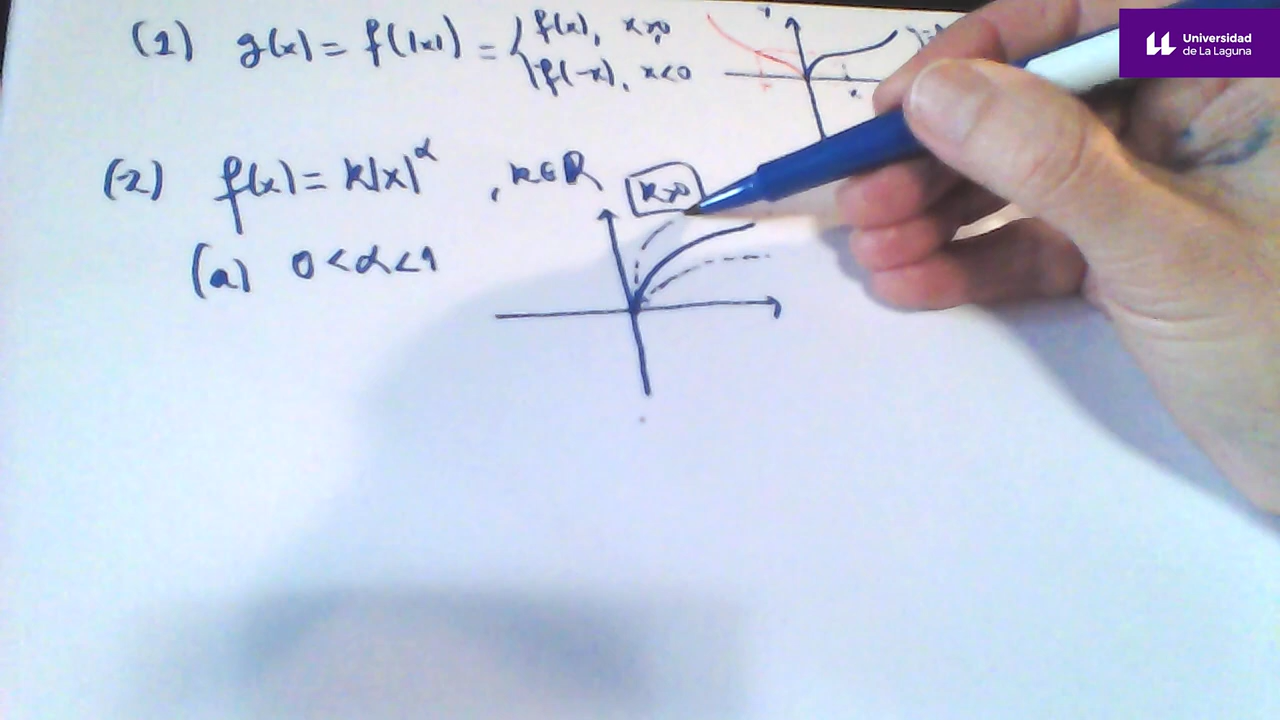 (1) g(x) = f(|x|) = { f(x), x>0
f(-x), x<0
Universidad
de La Laguna
(2) f(x) = k|x|^α , k∈R
k>0
(a) 0<α<1